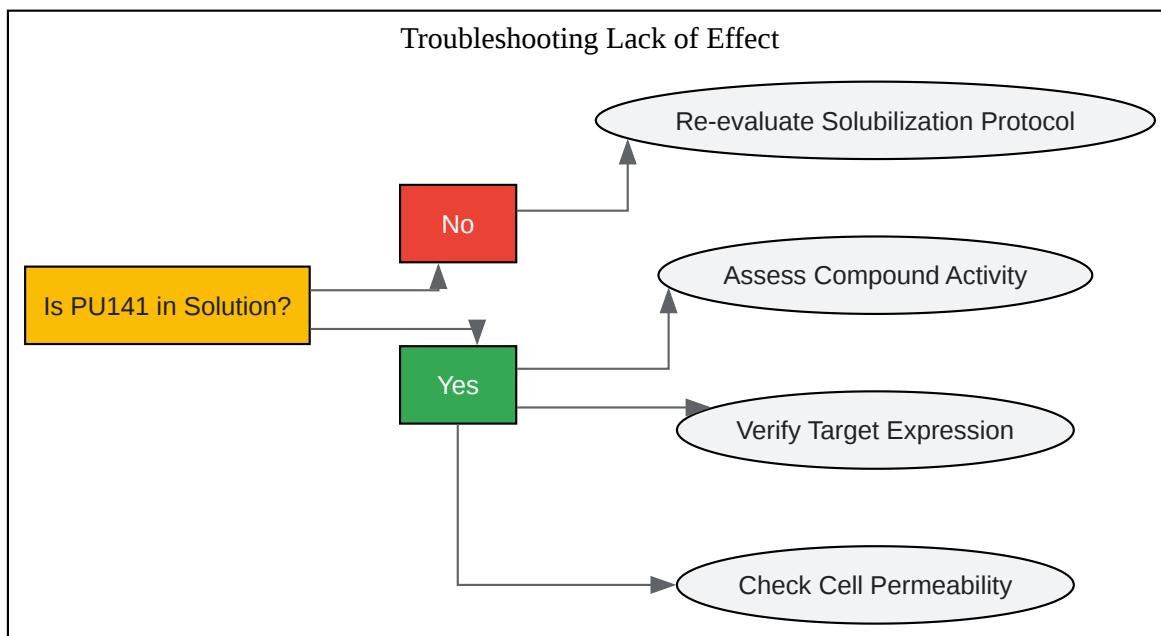 Troubleshooting Lack of Effect
Re-evaluate Solubilization Protocol
No
Assess Compound Activity
Is PU141 in Solution?
Yes
Verify Target Expression
Check Cell Permeability